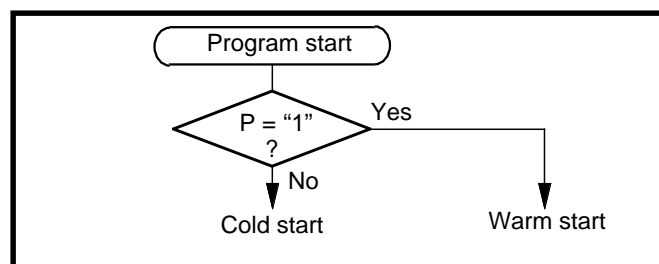 Program start
P = “1”
?
Yes
No
Cold start
Warm start